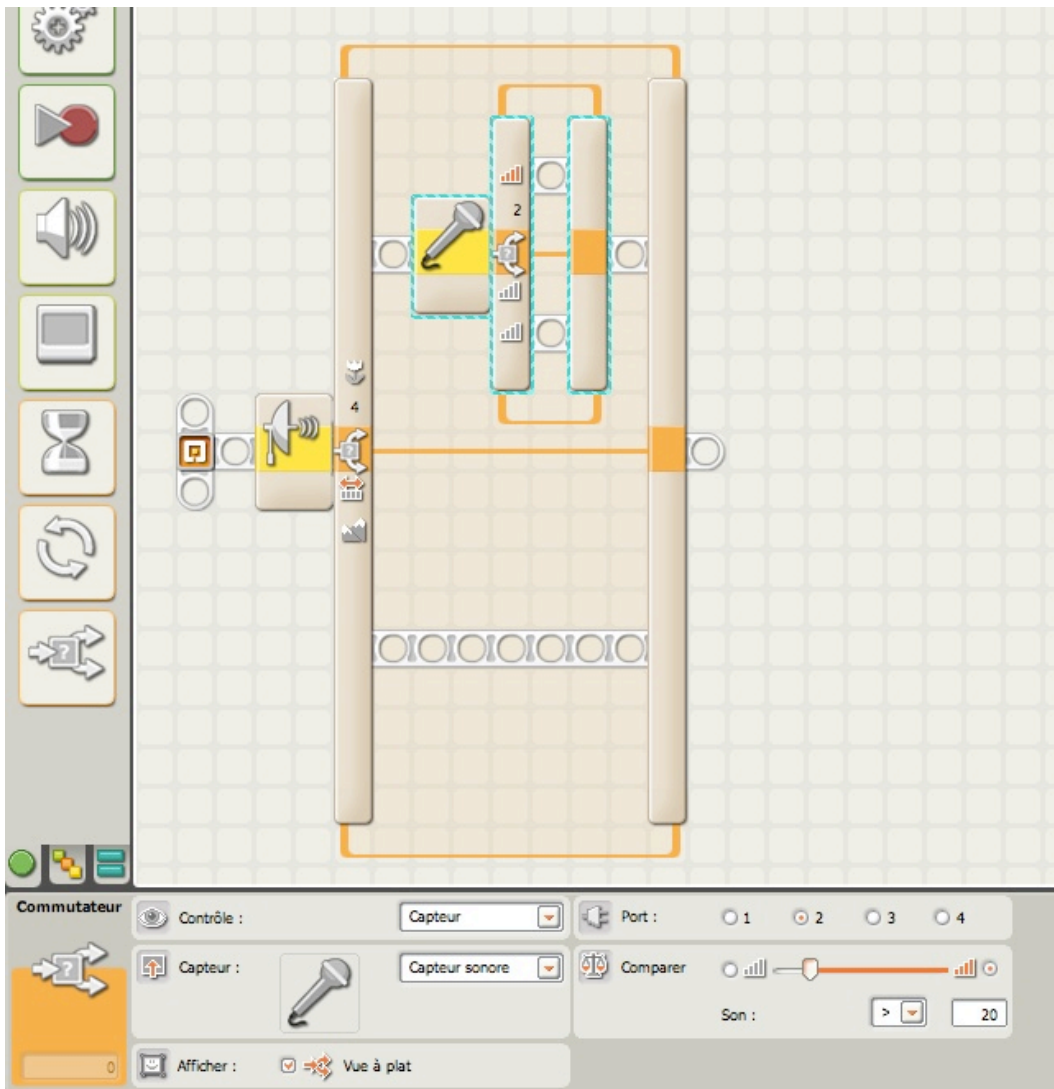 2
4
Commutateur
Contrôle :
Capteur
Port :
1
2
3
4
Capteur :
Capteur sonore
Comparer
Son :
>
20
0
Afficher :
Vue à plat